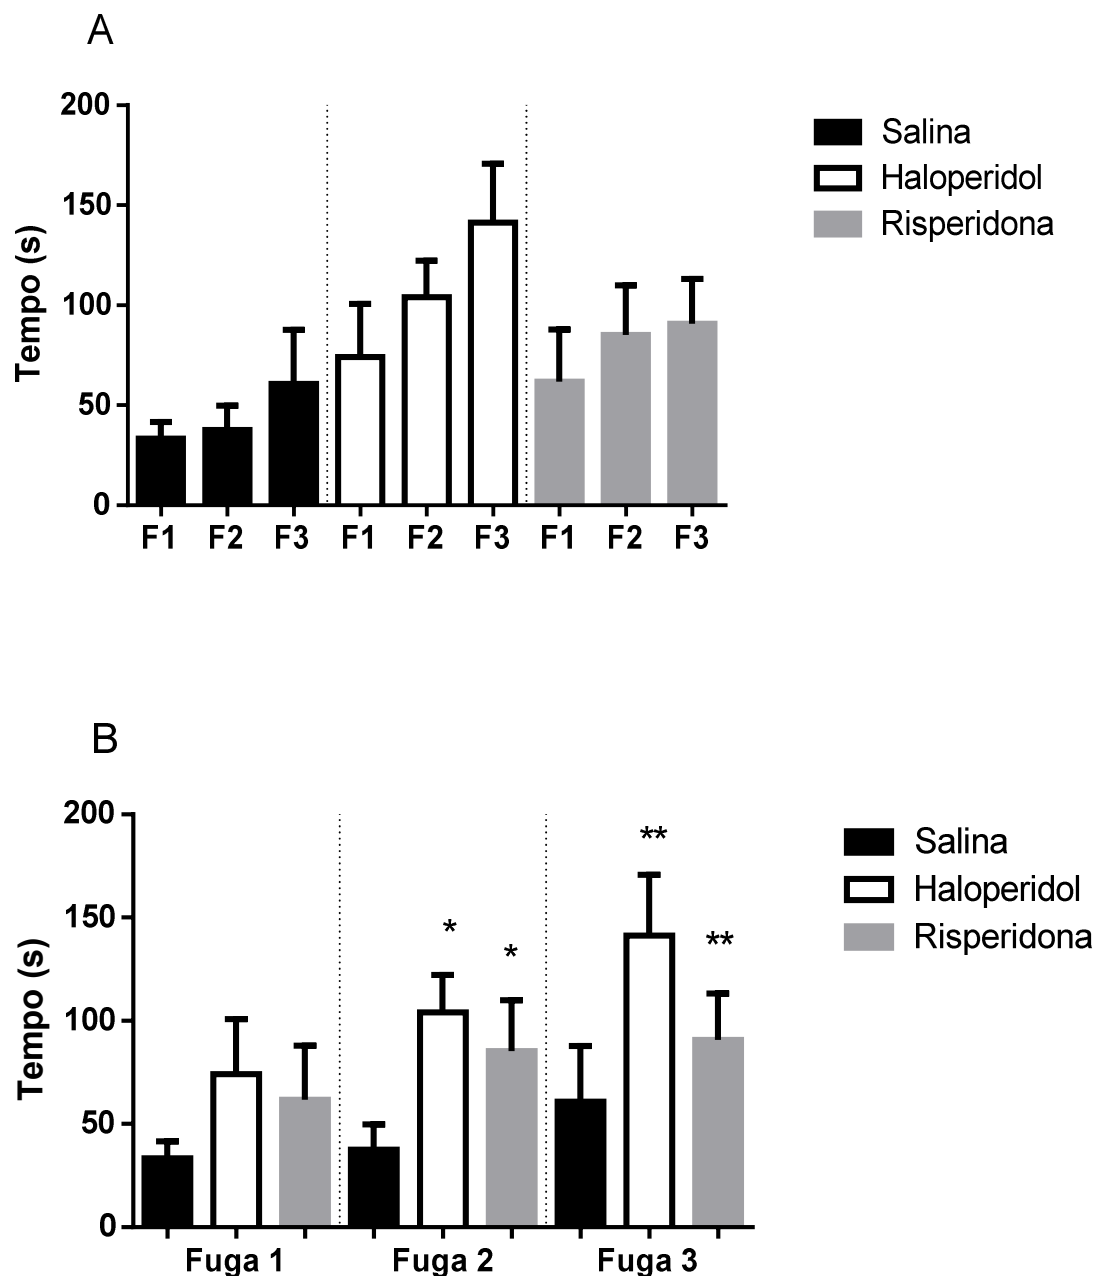 A
200
150
100
50
0
Tempo (s)
F1 F2 F3 F1 F2 F3 F1 F2 F3
Salina
Haloperidol
Risperidona
B
200
150
100
50
0
Tempo (s)
* * ** **
Fuga 1 Fuga 2 Fuga 3
Salina
Haloperidol
Risperidona